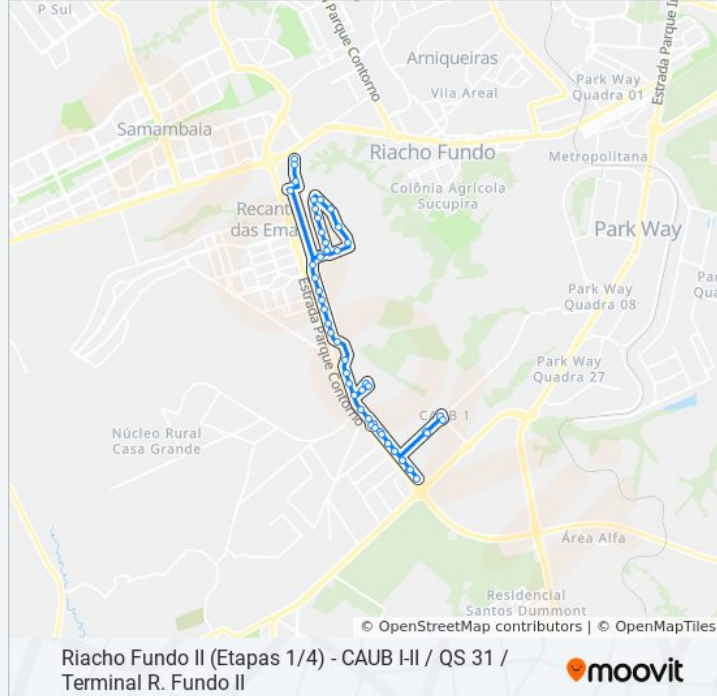 P Sul
Parque Contorno
Estrada Parque I
Arniqueiras
Vila Areal
Park Way
Quadra 01
Samambaia
Riacho Fundo
Metropolitana
Colônia Agrícola
Sucupira
Recant
das Ema
Park Way
Park Way
Quadra 08
Estrada Parque Contorno
Park Way
Quadra 27
CAUB 1
Núcleo Rural
Casa Grande
Área Alfa
Residencial
Santos Dummont
© OpenStreetMap contributors | © OpenMapTiles
Riacho Fundo II (Etapas 1/4) - CAUB I-II / QS 31 /
Terminal R. Fundo II
moovit